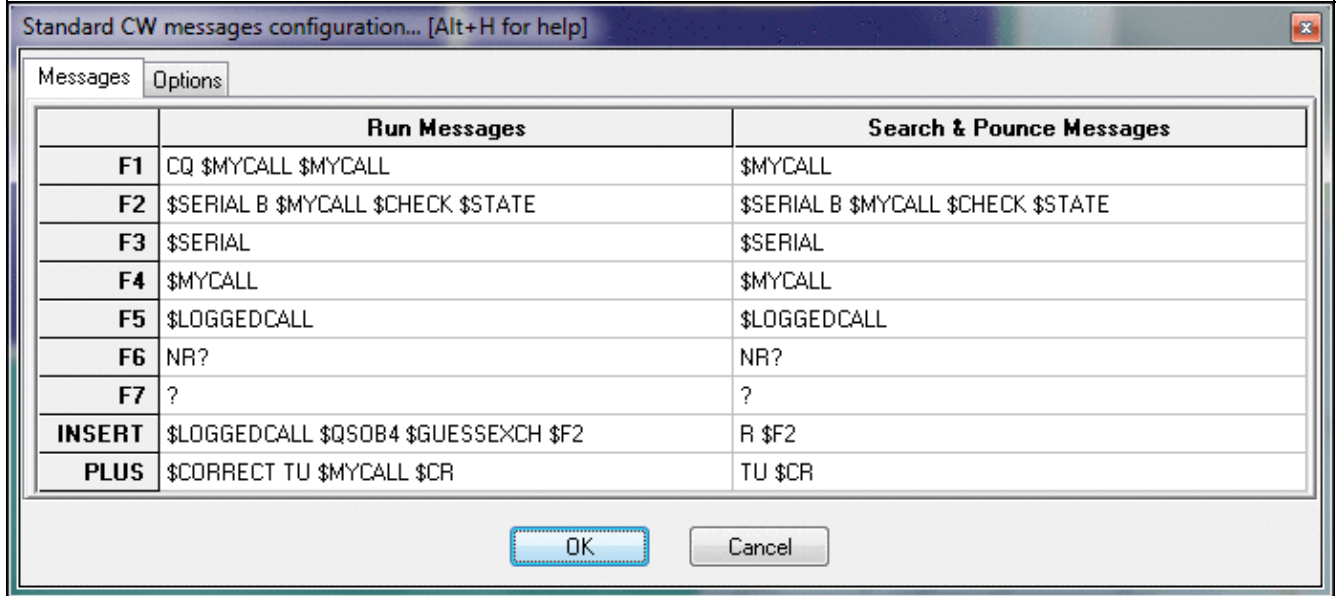 Standard CW messages configuration... [Alt+H for help]
Messages Options
Run Messages Search & Pounce Messages
F1 CQ $MYCALL $MYCALL $MYCALL
F2 $SERIAL B $MYCALL $CHECK $STATE $SERIAL B $MYCALL $CHECK $STATE
F3 $SERIAL $SERIAL
F4 $MYCALL $MYCALL
F5 $LOGGEDCALL $LOGGEDCALL
F6 NR? NR?
F7 ? ?
INSERT $LOGGEDCALL $QSOB4 $GUESSEXCH $F2 R $F2
PLUS $CORRECT TU $MYCALL $CR TU $CR
OK Cancel